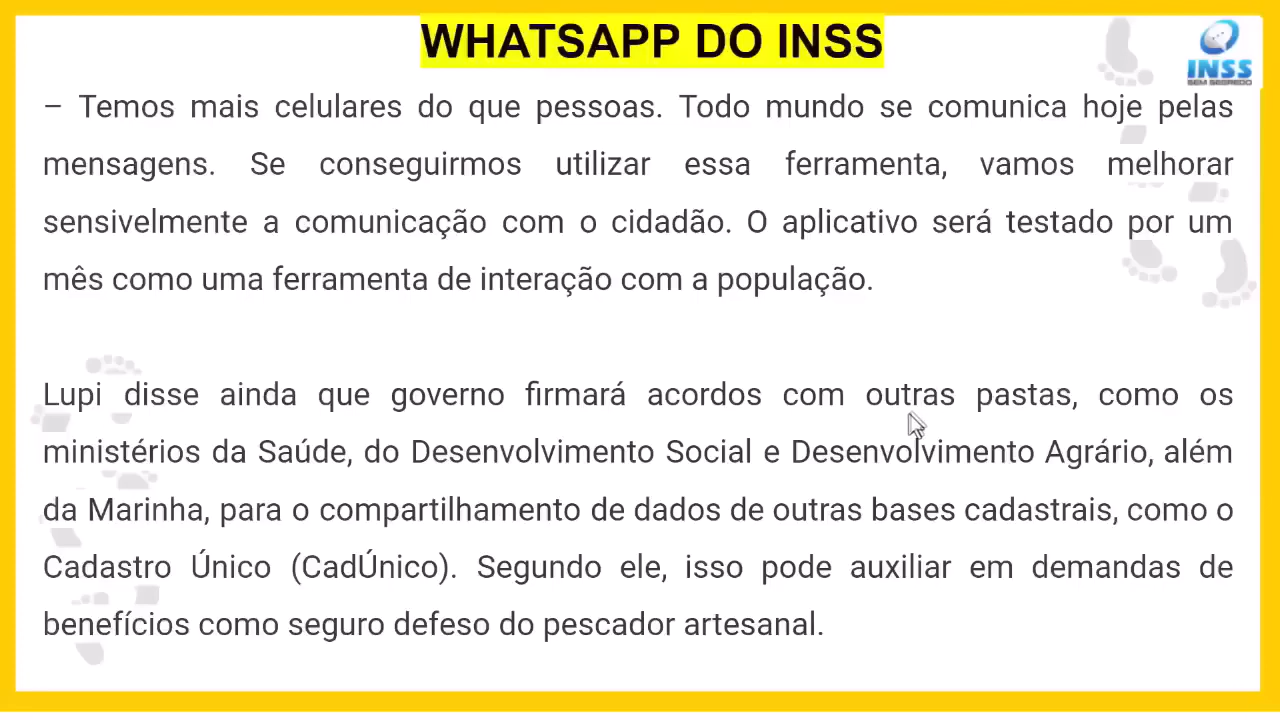 WHATSAPP DO INSS
INSS
SEM SEGREDO
– Temos mais celulares do que pessoas. Todo mundo se comunica hoje pelas
mensagens. Se conseguirmos utilizar essa ferramenta, vamos melhorar
sensivelmente a comunicação com o cidadão. O aplicativo será testado por um
mês como uma ferramenta de interação com a população.
Lupi disse ainda que governo firmará acordos com outras pastas, como os
ministérios da Saúde, do Desenvolvimento Social e Desenvolvimento Agrário, além
da Marinha, para o compartilhamento de dados de outras bases cadastrais, como o
Cadastro Único (CadÚnico). Segundo ele, isso pode auxiliar em demandas de
benefícios como seguro defeso do pescador artesanal.